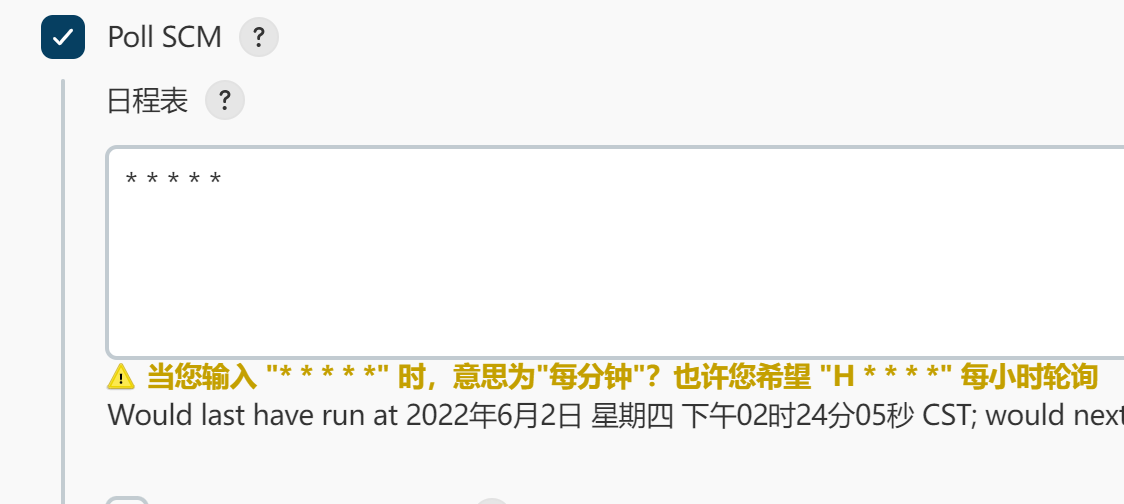 Poll SCM ?
日程表 ?
* * * * *
当您输入 "* * * * *" 时，意思为"每分钟"？也许您希望 "H * * * *" 每小时轮询
Would last have run at 2022年6月2日 星期四 下午02时24分05秒 CST; would next